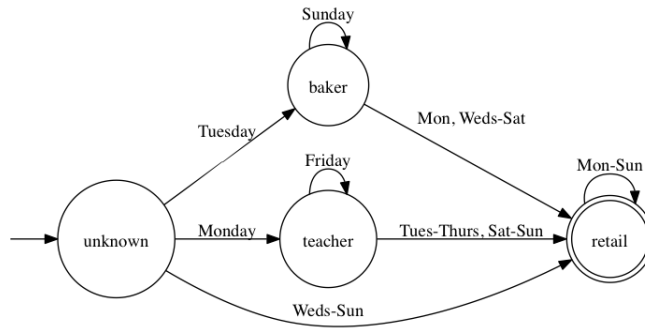 Sunday
baker
Tuesday
Mon, Weds-Sat
Friday
Mon-Sun
unknown
Monday
teacher
Tues-Thurs, Sat-Sun
retail
Weds-Sun